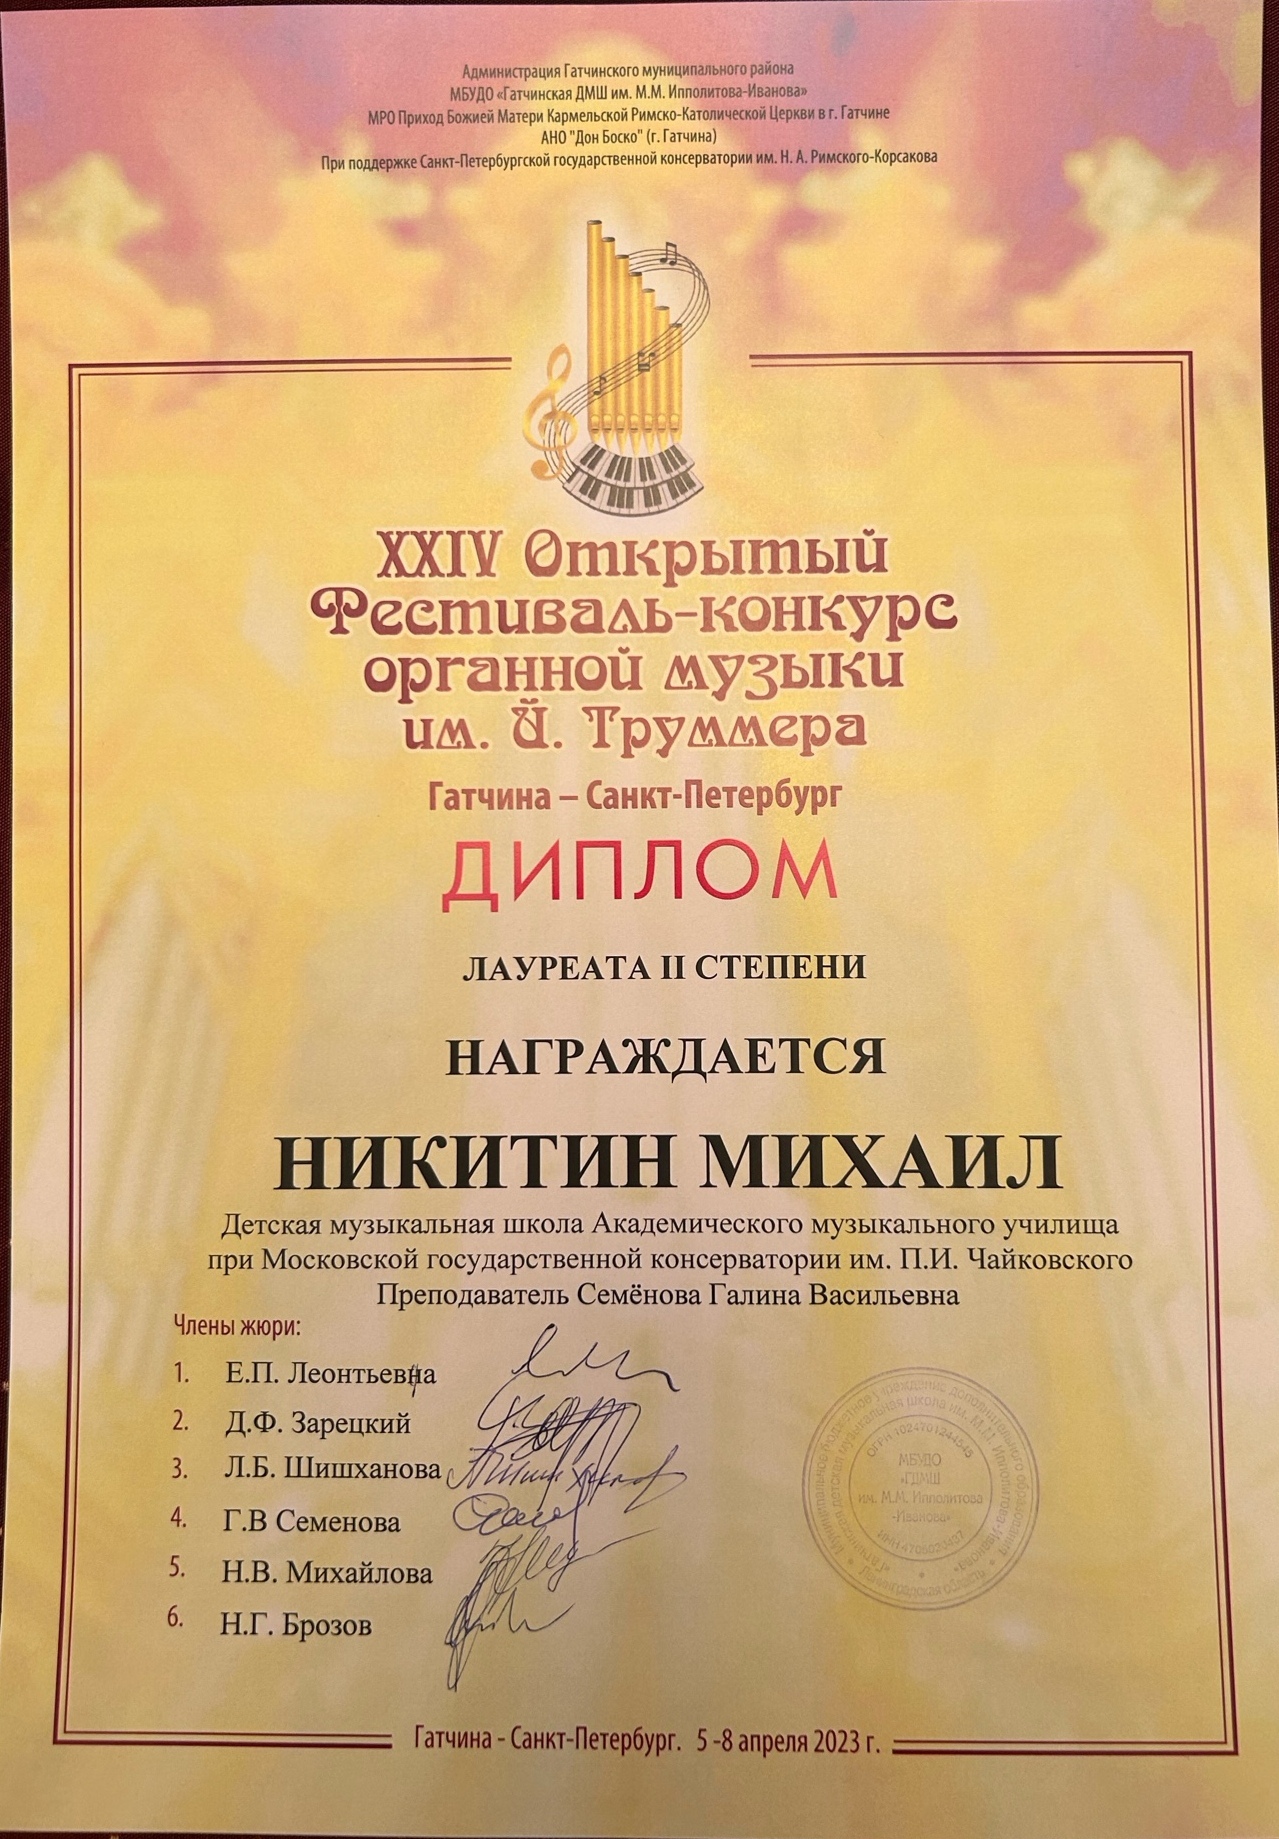 Администрация Гатчинского муниципального района
МБУДО «Гатчинская ДМШ им. М.М. Ипполитова-Иванова»
МРО Приход Божией Матери Кармельской Римско-Католической Церкви в г. Гатчине
АНО "Дон Боско" (г. Гатчина)
При поддержке Санкт-Петербургской государственной консерватории им. Н. А. Римского-Корсакова
XXIV Открытый
Фестиваль-конкурс
органной музыки
им. Й. Труммера
Гатчина – Санкт-Петербург
ДИПЛОМ
ЛАУРЕАТА II СТЕПЕНИ
НАГРАЖДАЕТСЯ
НИКИТИН МИХАИЛ
Детская музыкальная школа Академического музыкального училища
при Московской государственной консерватории им. П.И. Чайковского
Преподаватель Семёнова Галина Васильевна
Члены жюри:
1. Е.П. Леонтьевна
2. Д.Ф. Зарецкий
3. Л.Б. Шишханова
4. Г.В Семенова
5. Н.В. Михайлова
6. Н.Г. Брозов
МБУДО
«ГДМШ
им. М.М. Ипполитова
-Иванова»
Гатчина - Санкт-Петербург. 5 -8 апреля 2023 г.